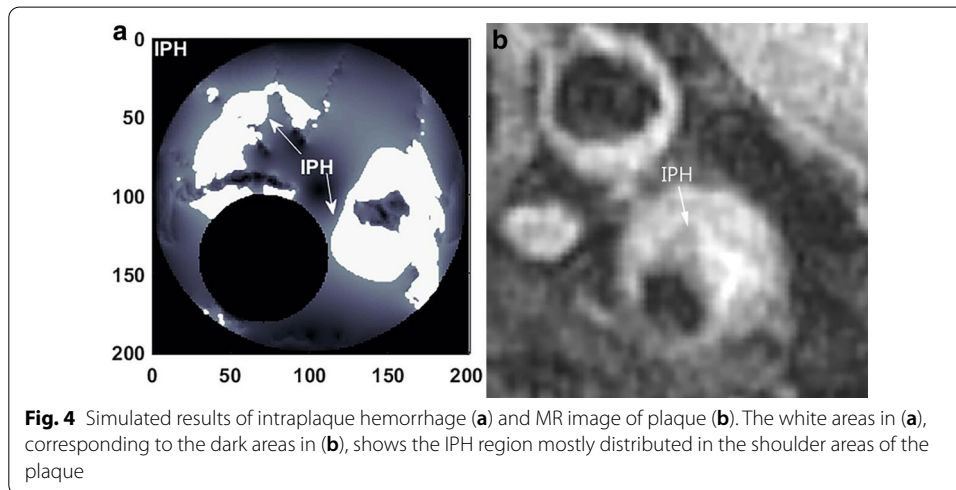 a
b
IPH
0
50
100
150
200
IPH
IPH
0 50 100 150 200
Fig. 4 Simulated results of intraplaque hemorrhage (a) and MR image of plaque (b). The white areas in (a),
corresponding to the dark areas in (b), shows the IPH region mostly distributed in the shoulder areas of the
plaque